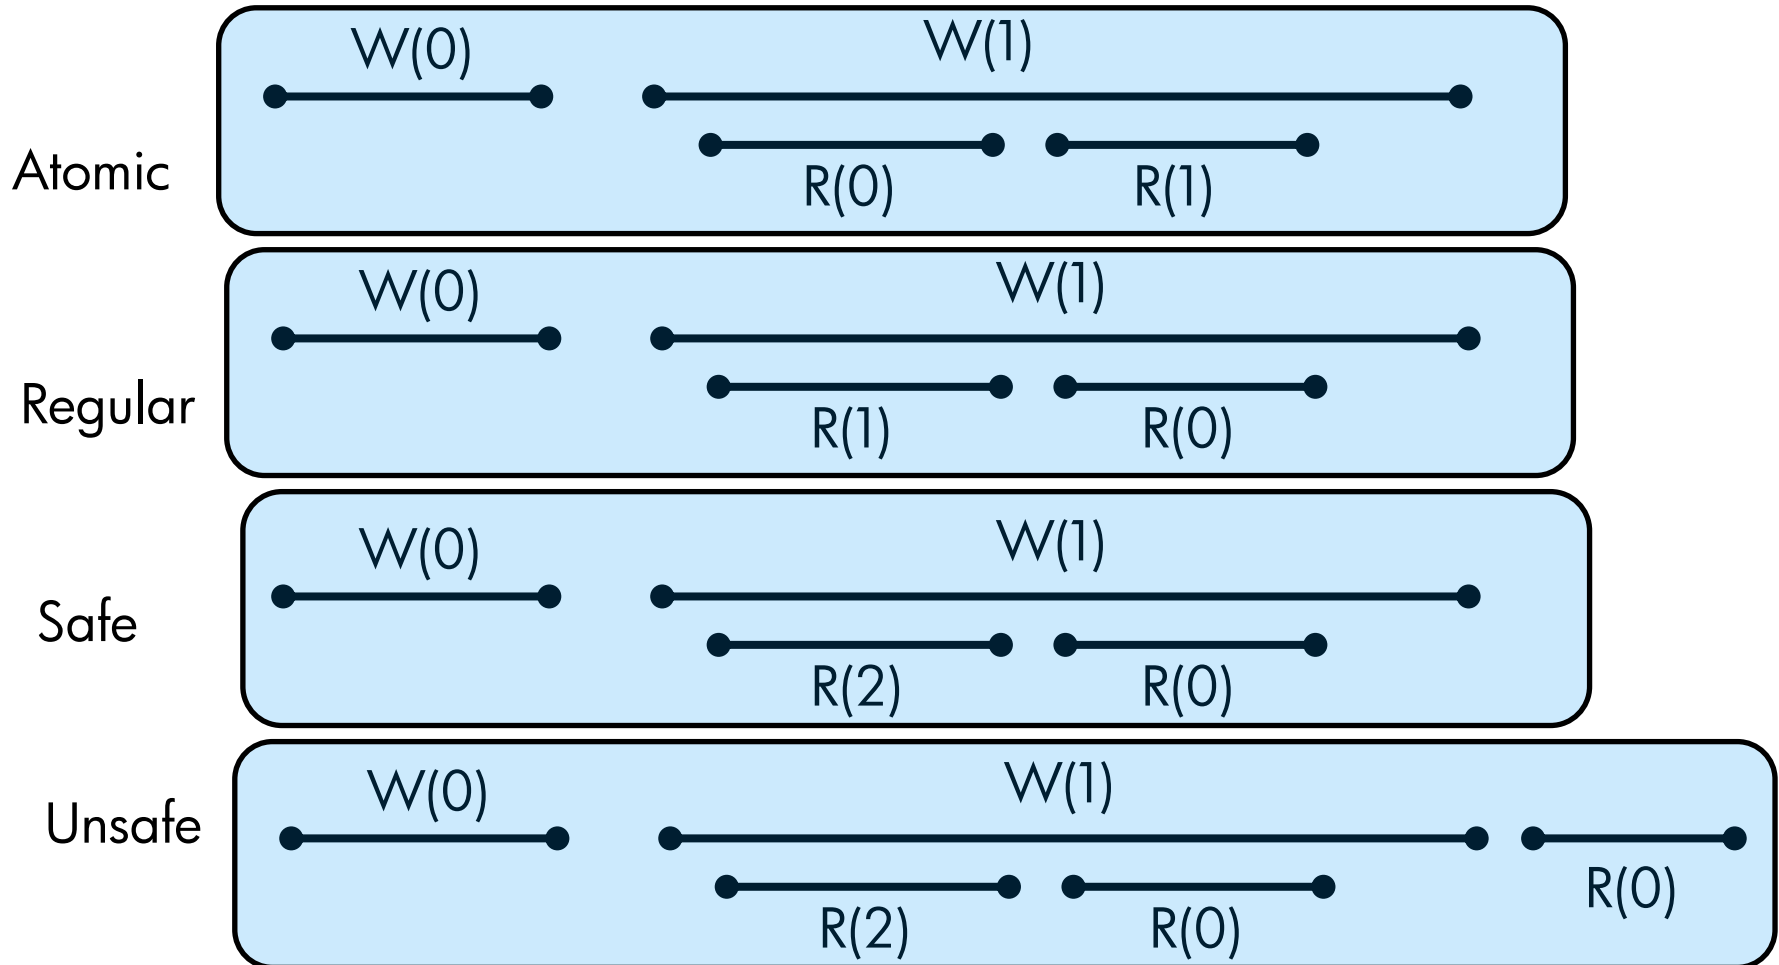 W(0) W(1)
Atomic
R(0) R(1)
W(0) W(1)
Regular
R(1) R(0)
W(0) W(1)
Safe
R(2) R(0)
W(0) W(1)
Unsafe
R(0)
R(2) R(0)